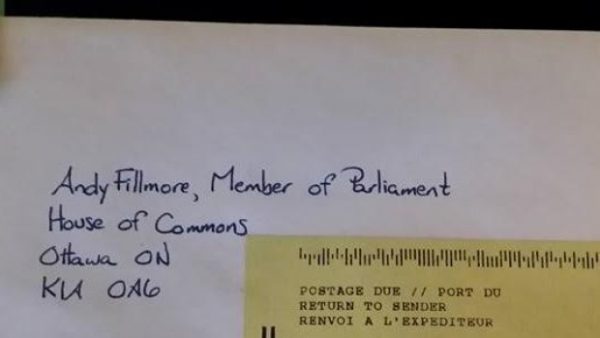 Andy Fillmore, Member of Parliament
House of Commons
Ottawa ON
K1A 0A6
POSTAGE DUE // PORT DU
RETURN TO SENDER
RENVOI A L'EXPEDITEUR